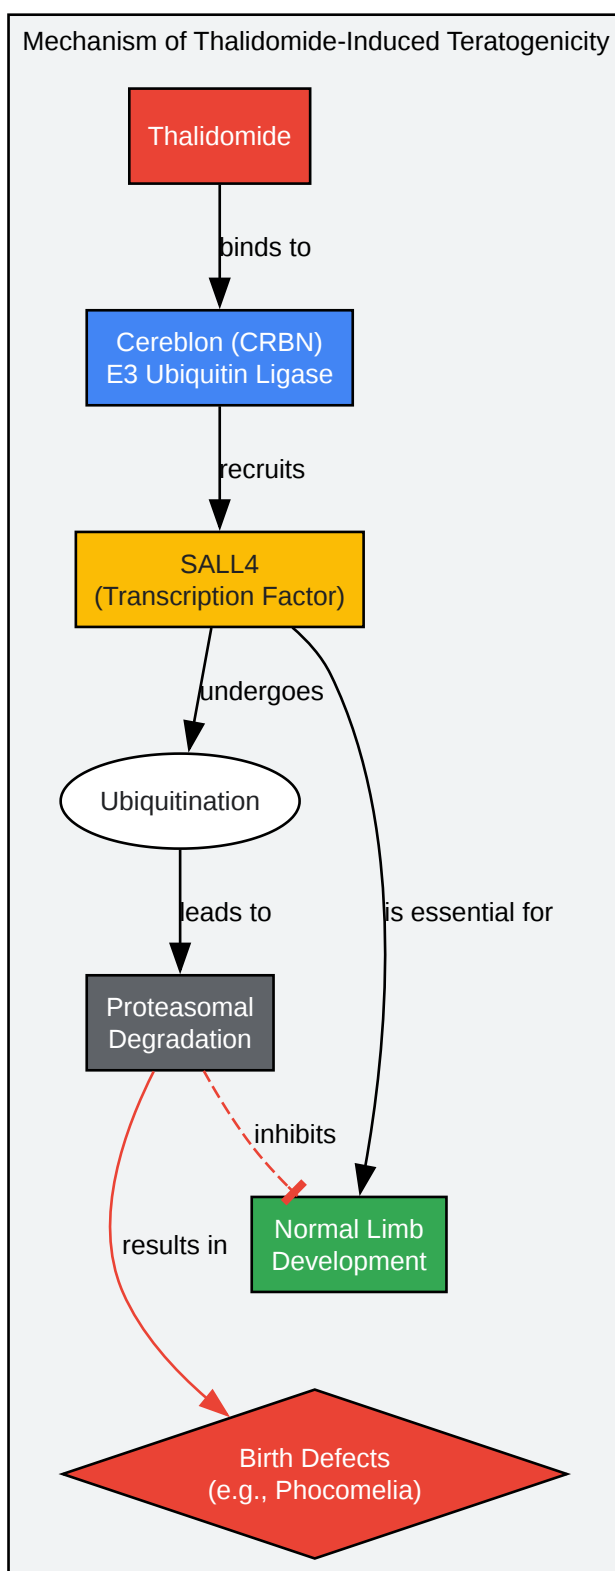 Mechanism of Thalidomide-Induced Teratogenicity
Thalidomide
binds to
Cereblon (CRBN)
E3 Ubiquitin Ligase
recruits
SALL4
(Transcription Factor)
undergoes
Ubiquitination
leads to
is essential for
Proteasomal
Degradation
inhibits
Normal Limb
Development
results in
Birth Defects
(e.g., Phocomelia)